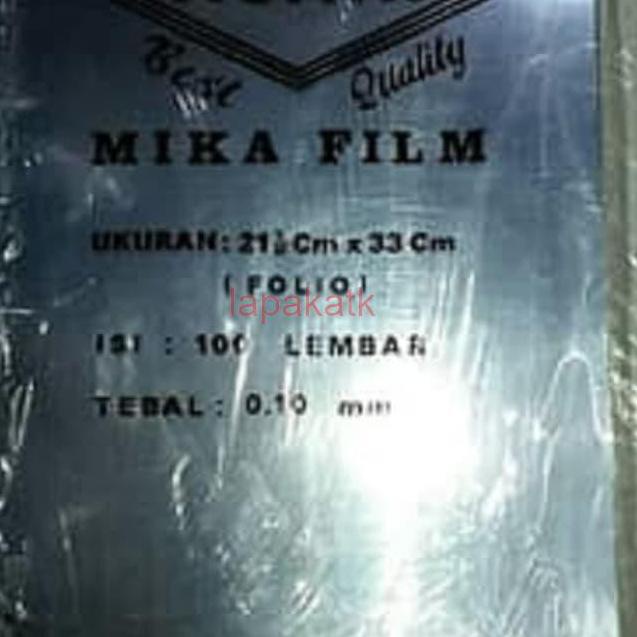 Best Quality
MIKA FILM
UKURAN: 21½ Cm x 33 Cm
(FOLIO)
lapakatk
ISI : 100 LEMBAR
TEBAL: 0.10 mm